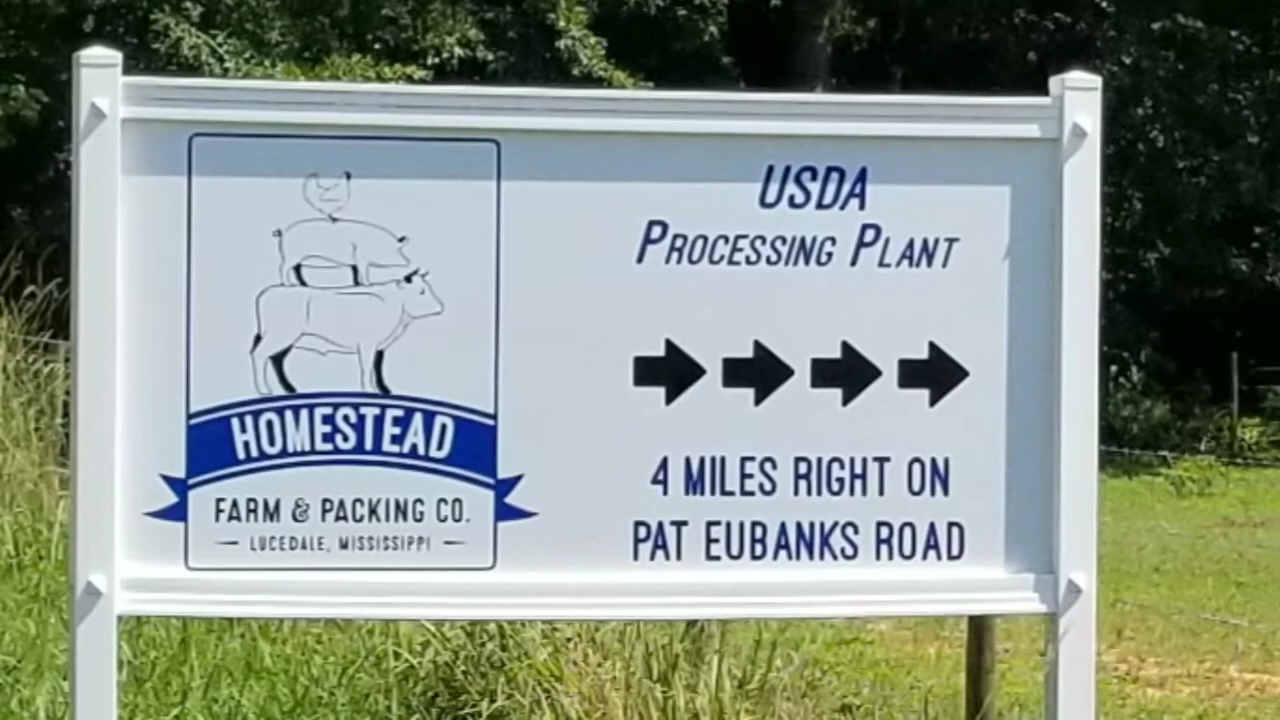 HOMESTEAD
FARM & PACKING CO.
LUCEDALE, MISSISSIPPI
USDA
PROCESSING PLANT
4 MILES RIGHT ON
PAT EUBANKS ROAD